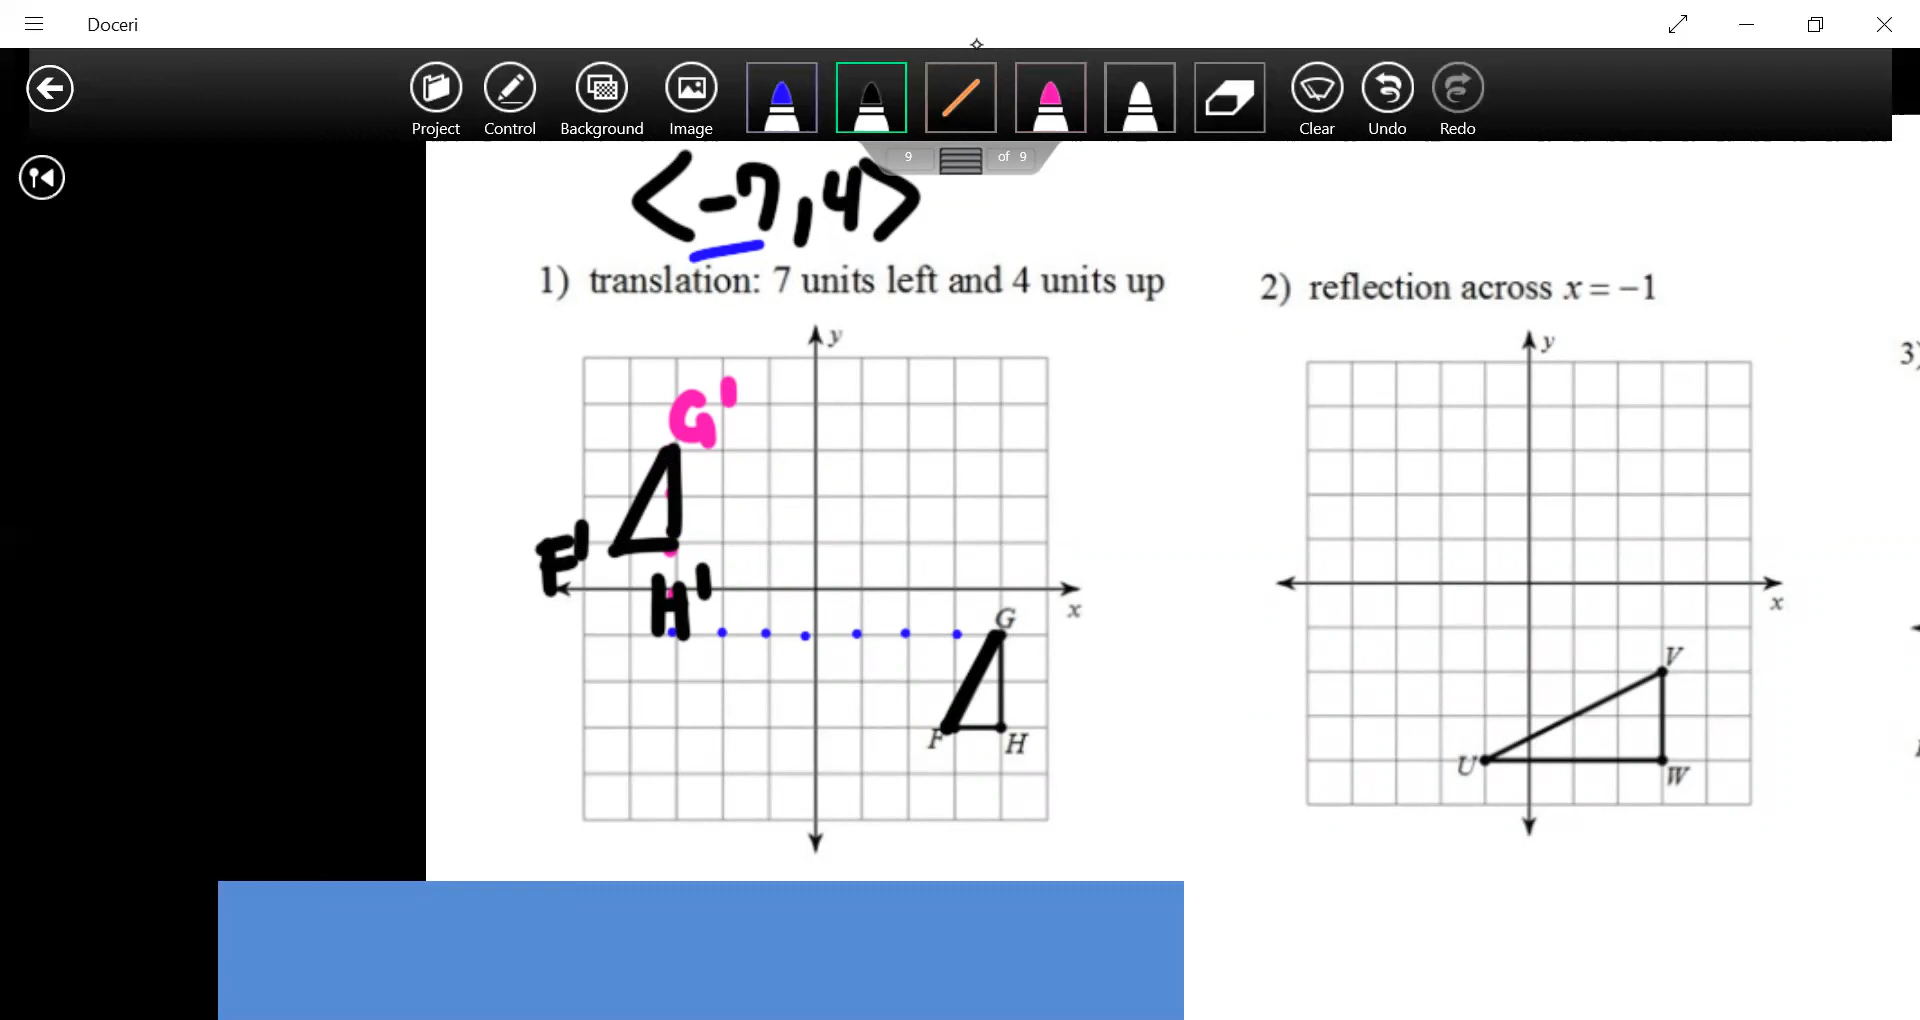 Doceri
Project Control Background Image Clear Undo Redo
9 of 9
<-7,4>
1) translation: 7 units left and 4 units up
2) reflection across x = −1
y
y
3)
G'
F'
H'
x
x
G
V
F
H
U
W